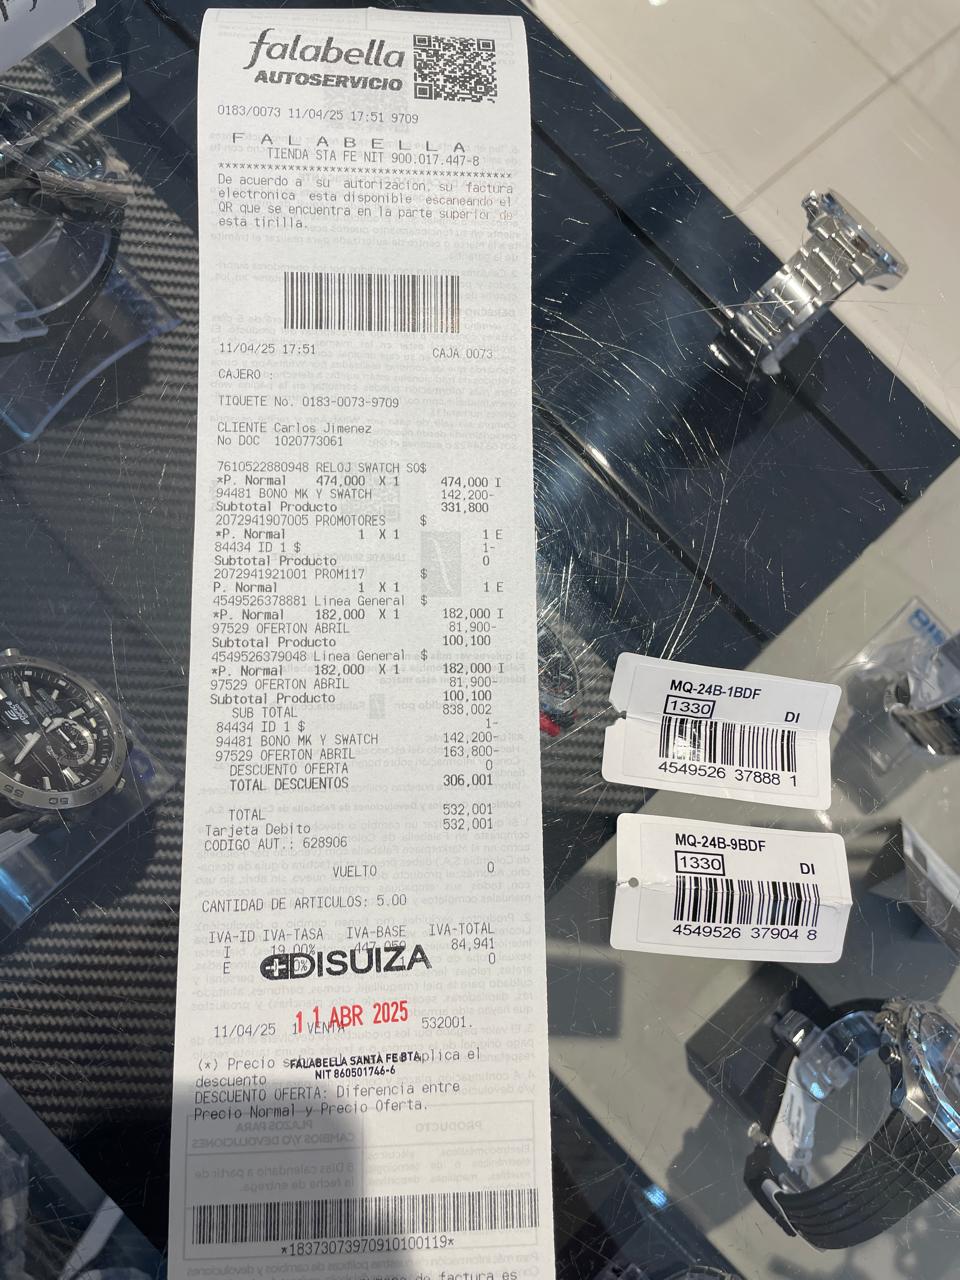 falabella
AUTOSERVICIO
0183/0073 11/04/25 17:51 9709
F A L A B E L L A
TIENDA STA FE NIT 900.017.447-8
****************************************
De acuerdo a su autorizacion, su factura
electronica esta disponible escaneando el
QR que se encuentra en la parte superior de
esta tirilla.
11/04/25 17:51 CAJA 0073
CAJERO :
TIQUETE No. 0183-0073-9709
CLIENTE Carlos Jimenez
No DOC 1020773061
7610522880948 RELOJ SWATCH SO$
*P. Normal 474,000 X 1 474,000 I
94481 BONO MK Y SWATCH 142,200-
Subtotal Producto 331,800
2072941907005 PROMOTORES $
*P. Normal 1 X 1 1 E
84434 ID 1 $ 1-
Subtotal Producto 0
2072941921001 PROM117 $
P. Normal 1 X 1 1 E
4549526378881 Linea General $
*P. Normal 182,000 X 1 182,000 I
97529 OFERTON ABRIL 81,900-
Subtotal Producto 100,100
4549526379048 Linea General $
*P. Normal 182,000 X 1 182,000 I
97529 OFERTON ABRIL 81,900-
Subtotal Producto 100,100
SUB TOTAL 838,002
84434 ID 1 $ 1-
94481 BONO MK Y SWATCH 142,200-
97529 OFERTON ABRIL 163,800-
DESCUENTO OFERTA 0
TOTAL DESCUENTOS 306,001
TOTAL 532,001
Tarjeta Debito 532,001
CODIGO AUT.: 628906
VUELTO 0
CANTIDAD DE ARTICULOS: 5.00
IVA-ID IVA-TASA IVA-BASE IVA-TOTAL
I 19.00% 447,059 84,941
E 0
DISUIZA
11 ABR 2025
11/04/25 1 VENTA 532001.
(*) Precio aplica el
FALABELLA SANTA FE BTA.
NIT 860501746-6
descuento
DESCUENTO OFERTA: Diferencia entre
Precio Normal y Precio Oferta.
*18373073970910100119*
de factura es
MQ-24B-1BDF
1330 DI
4549526 37888 1
MQ-24B-9BDF
1330 DI
4549526 37904 8